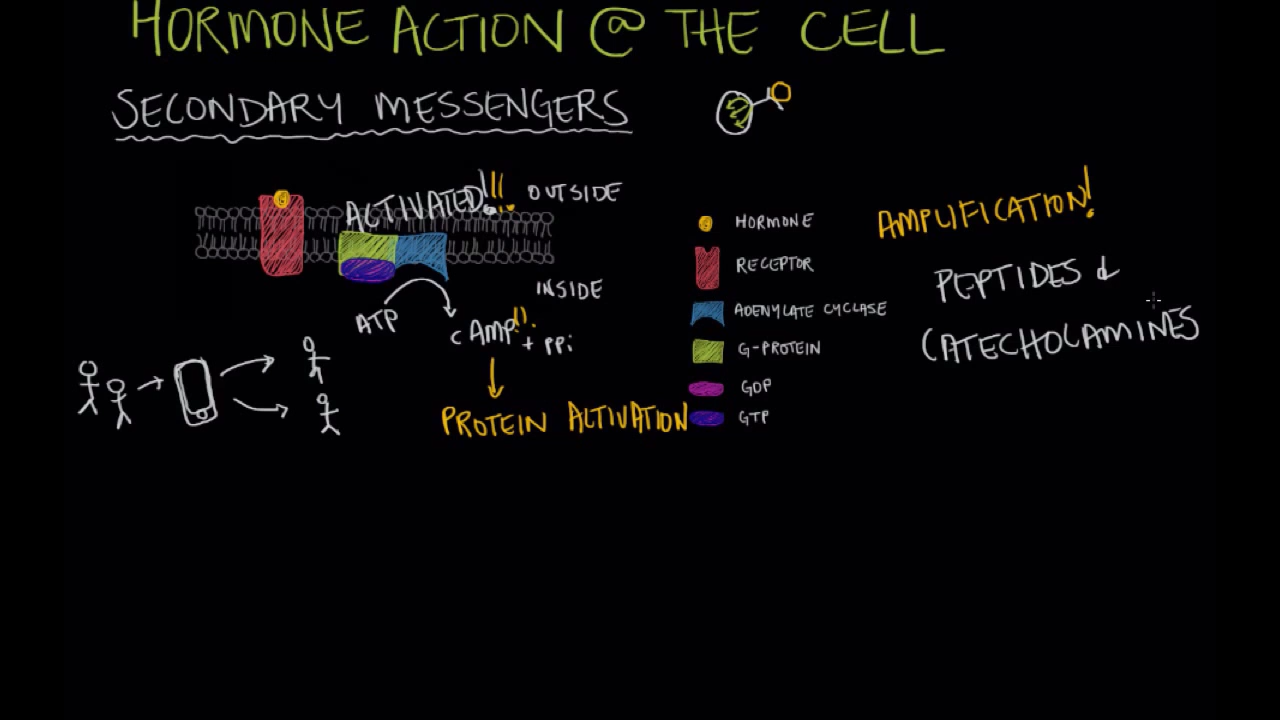 HORMONE ACTION @ THE CELL
SECONDARY MESSENGERS
ACTIVATED!!!
OUTSIDE
INSIDE
ATP
cAMP!!
+ PPi
PROTEIN ACTIVATION
HORMONE
RECEPTOR
ADENYLATE CYCLASE
G-PROTEIN
GDP
GTP
AMPLIFICATION!
PEPTIDES &
CATECHOLAMINES